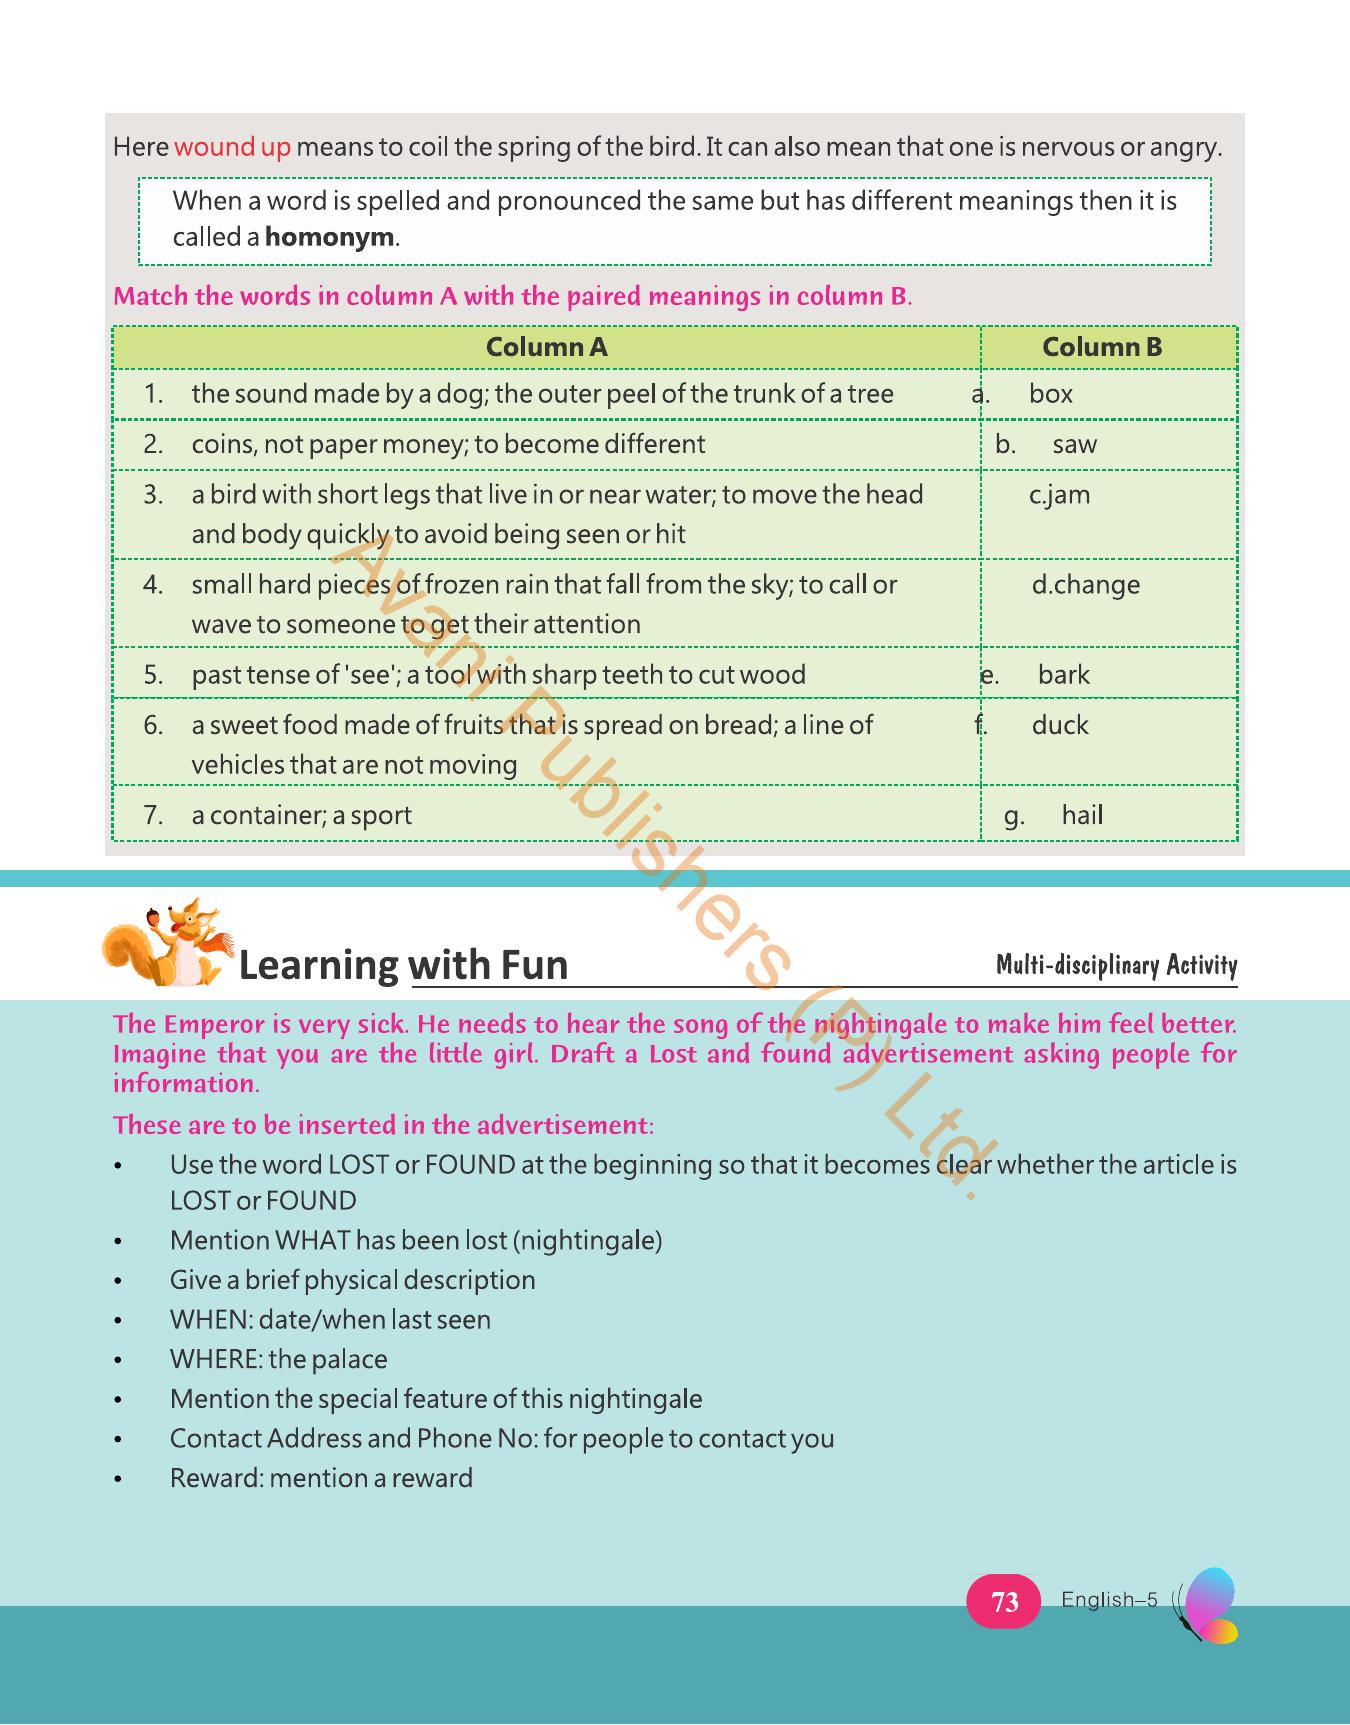 Here wound up means to coil the spring of the bird. It can also mean that one is nervous or angry.
When a word is spelled and pronounced the same but has different meanings then it is
called a homonym.
Match the words in column A with the paired meanings in column B.
Column A Column B
1. the sound made by a dog; the outer peel of the trunk of a tree a. box
2. coins, not paper money; to become different b. saw
3. a bird with short legs that live in or near water; to move the head c.jam
and body quickly to avoid being seen or hit
4. small hard pieces of frozen rain that fall from the sky; to call or d.change
wave to someone to get their attention
5. past tense of 'see'; a tool with sharp teeth to cut wood e. bark
6. a sweet food made of fruits that is spread on bread; a line of f. duck
vehicles that are not moving
7. a container; a sport g. hail
Avani Publishers (P) Ltd.
Learning with Fun Multi-disciplinary Activity
The Emperor is very sick. He needs to hear the song of the nightingale to make him feel better.
Imagine that you are the little girl. Draft a Lost and found advertisement asking people for
information.
These are to be inserted in the advertisement:
• Use the word LOST or FOUND at the beginning so that it becomes clear whether the article is
LOST or FOUND
• Mention WHAT has been lost (nightingale)
• Give a brief physical description
• WHEN: date/when last seen
• WHERE: the palace
• Mention the special feature of this nightingale
• Contact Address and Phone No: for people to contact you
• Reward: mention a reward
73 English–5